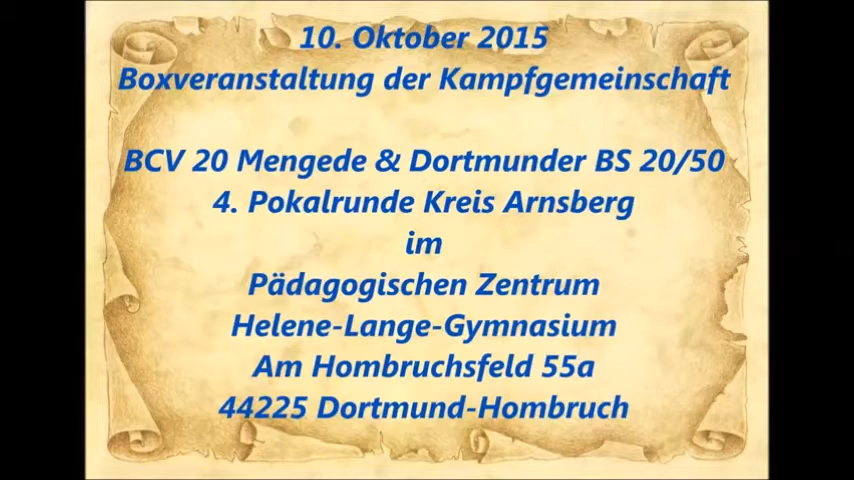 10. Oktober 2015
Boxveranstaltung der Kampfgemeinschaft
BCV 20 Mengede & Dortmunder BS 20/50
4. Pokalrunde Kreis Arnsberg
im
Pädagogischen Zentrum
Helene-Lange-Gymnasium
Am Hombruchsfeld 55a
44225 Dortmund-Hombruch